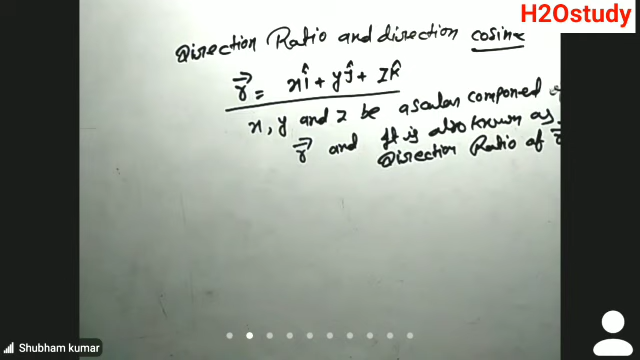 H2Ostudy
Direction Ratio and direction cosine
r⃗ = xî + yĵ + zk̂
x, y and z be a scalar componed
r⃗ and It is also known as
Direction Ratio of r⃗
Shubham kumar